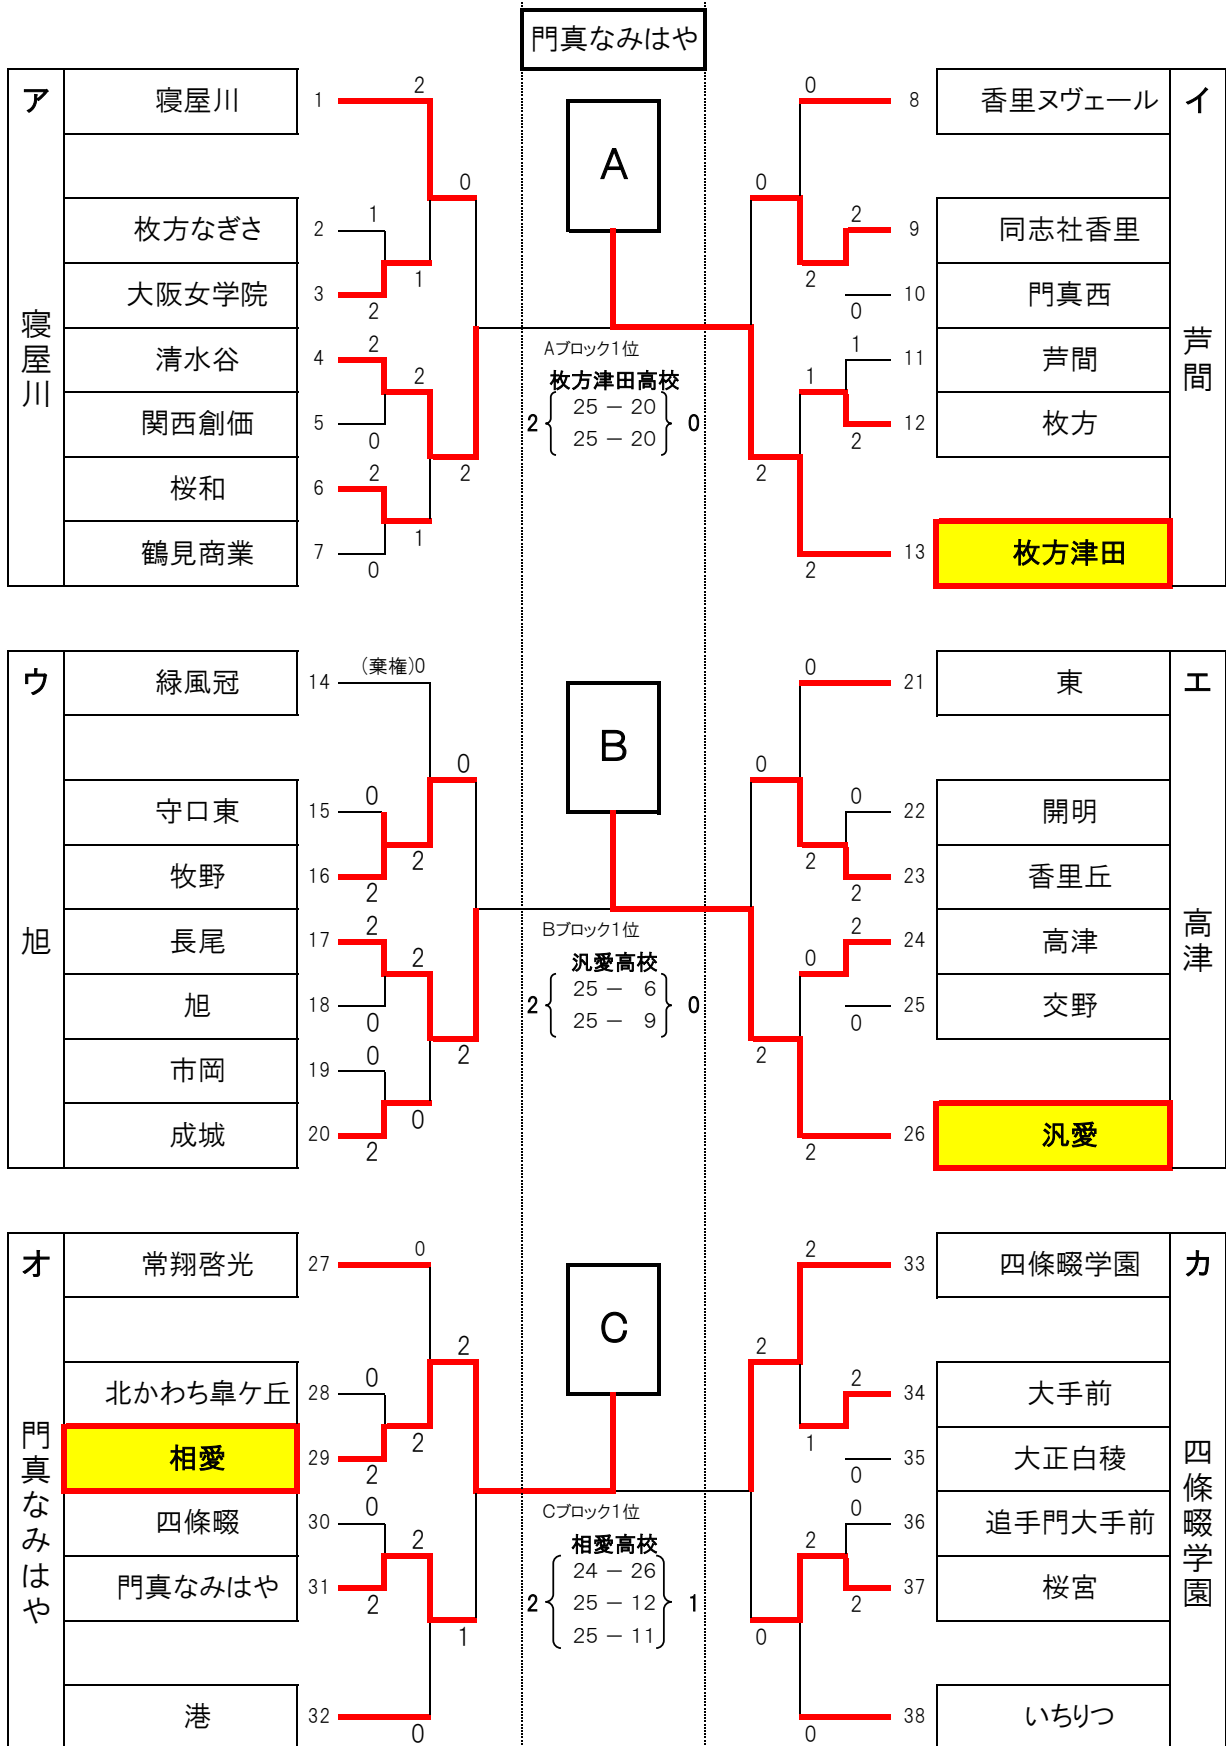 門真なみはや
ア
寝屋川
寝屋川 1 2
枚方なぎさ 2 1
大阪女学院 3 2
清水谷 4 2
関西創価 5 0
桜和 6 2
鶴見商業 7 0
0
1
2
1
2
A
Aブロック1位
枚方津田高校
2 25 − 20 0
25 − 20
イ
芦間
0 8 香里ヌヴェール
2 9 同志社香里
0 10 門真西
1 11 芦間
2 12 枚方
2 13 枚方津田
0
2
1
2
ウ
旭
緑風冠 14 (棄権)0
守口東 15 0
牧野 16 2
長尾 17 2
旭 18 0
市岡 19 0
成城 20 2
0
2
2
2
0
B
Bブロック1位
汎愛高校
2 25 − 6 0
25 − 9
エ
高津
0 21 東
0 22 開明
2 23 香里丘
2 24 高津
0 25 交野
2 26 汎愛
0
2
0
2
オ
門真なみはや
常翔啓光 27 0
北かわち皐ケ丘 28 0
相愛 29 2
四條畷 30 0
門真なみはや 31 2
港 32 0
2
2
2
1
C
Cブロック1位
相愛高校
2 24 − 26 1
25 − 12
25 − 11
カ
四條畷学園
2 33 四條畷学園
2 34 大手前
0 35 大正白稜
0 36 追手門大手前
2 37 桜宮
0 38 いちりつ
2
1
2
0